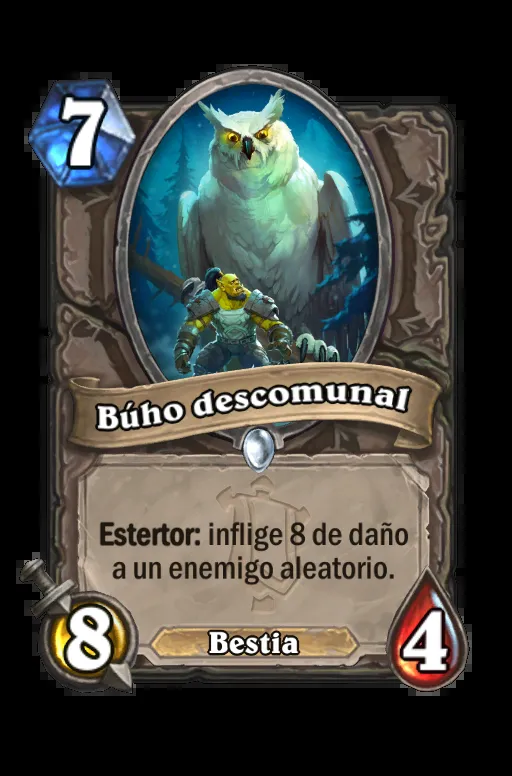 7
Búho descomunal
Estertor: inflige 8 de daño
a un enemigo aleatorio.
8
Bestia
4